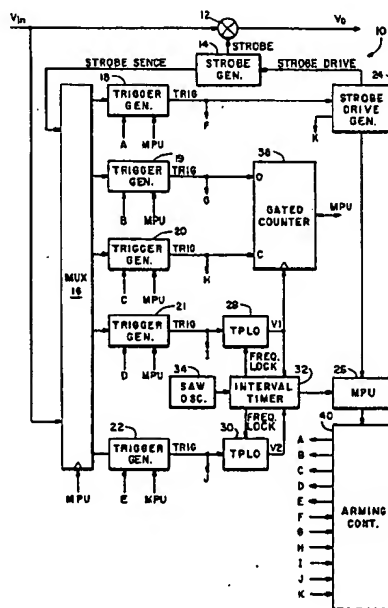 Vin
12
VO
10
14
STROBE
STROBE SENCE
STROBE GEN.
STROBE DRIVE
24
18
TRIGGER GEN.
TRIG
STROBE DRIVE GEN.
F
K
A
MPU
19
36
TRIGGER GEN.
TRIG
O
G
GATED COUNTER
MPU
B
MPU
20
TRIGGER GEN.
TRIG
C
H
MUX 16
C
MPU
21
28
TRIGGER GEN.
TRIG
TPLO
V1
I
D
MPU
34
FREQ. LOCK
32
26
SAW OSC.
INTERVAL TIMER
MPU
22
FREQ. LOCK
40
TRIGGER GEN.
TRIG
TPLO
V2
J
30
MPU
E
MPU
A
B
C
D
E
F
G
H
I
J
K
ARMING CONT.